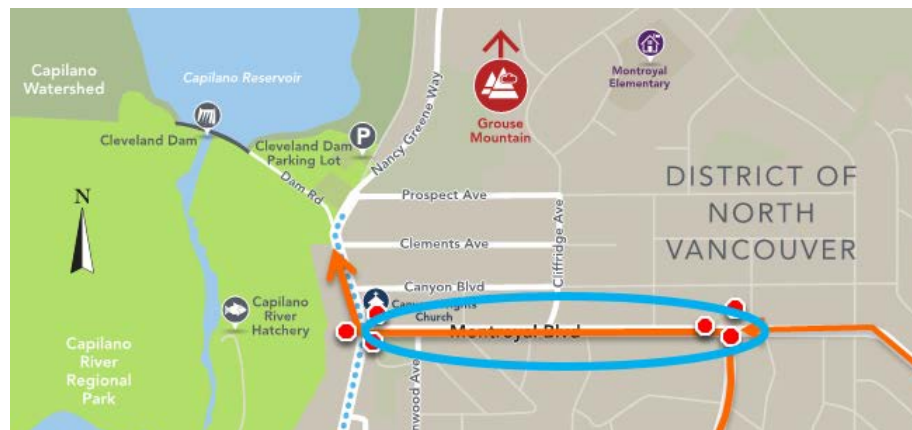 Capilano
Watershed
Capilano Reservoir
Cleveland Dam
P
Cleveland Dam
Parking Lot
Nancy Greene Way
Grouse
Mountain
Montroyal
Elementary
Dam Rd
Prospect Ave
DISTRICT OF
NORTH
VANCOUVER
N
Clements Ave
Cliffridge Ave
Canyon Blvd
Capilano
River
Hatchery
Church
Montroyal Blvd
Capilano
River
Regional
Park
nwood Ave